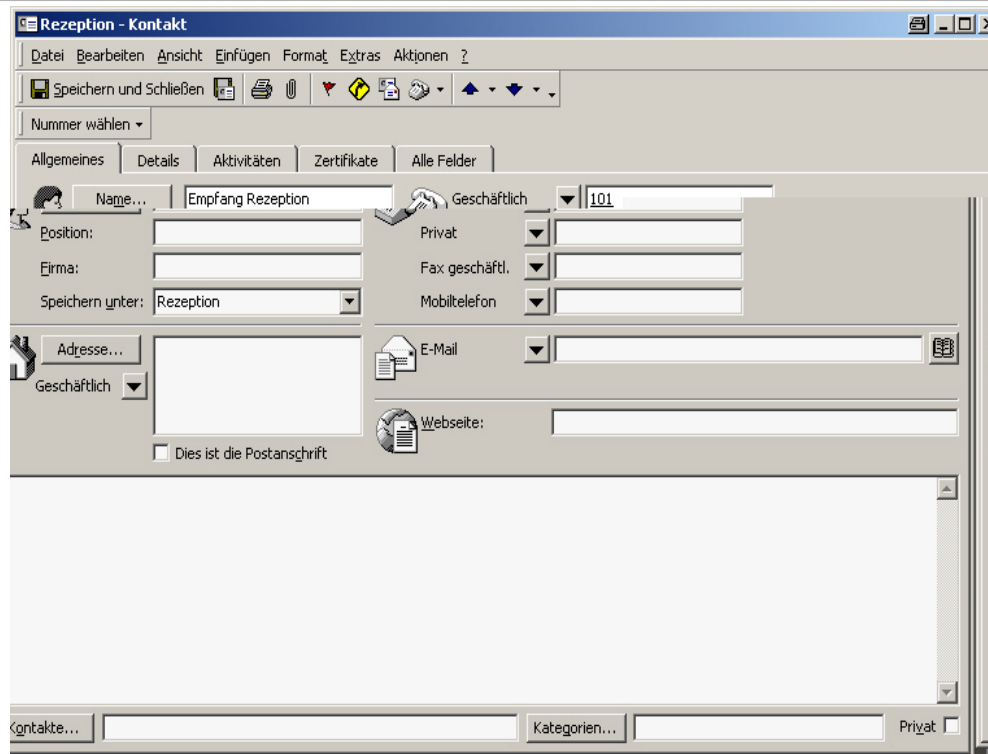 Rezeption - Kontakt
Datei Bearbeiten Ansicht Einfügen Format Extras Aktionen ?
Speichern und Schließen
Nummer wählen
Allgemeines Details Aktivitäten Zertifikate Alle Felder
Name... Empfang Rezeption Geschäftlich 101
Position: Privat
Firma: Fax geschäftl.
Speichern unter: Rezeption Mobiltelefon
Adresse... E-Mail
Geschäftlich
Webseite:
Dies ist die Postanschrift
Kontakte... Kategorien... Privat